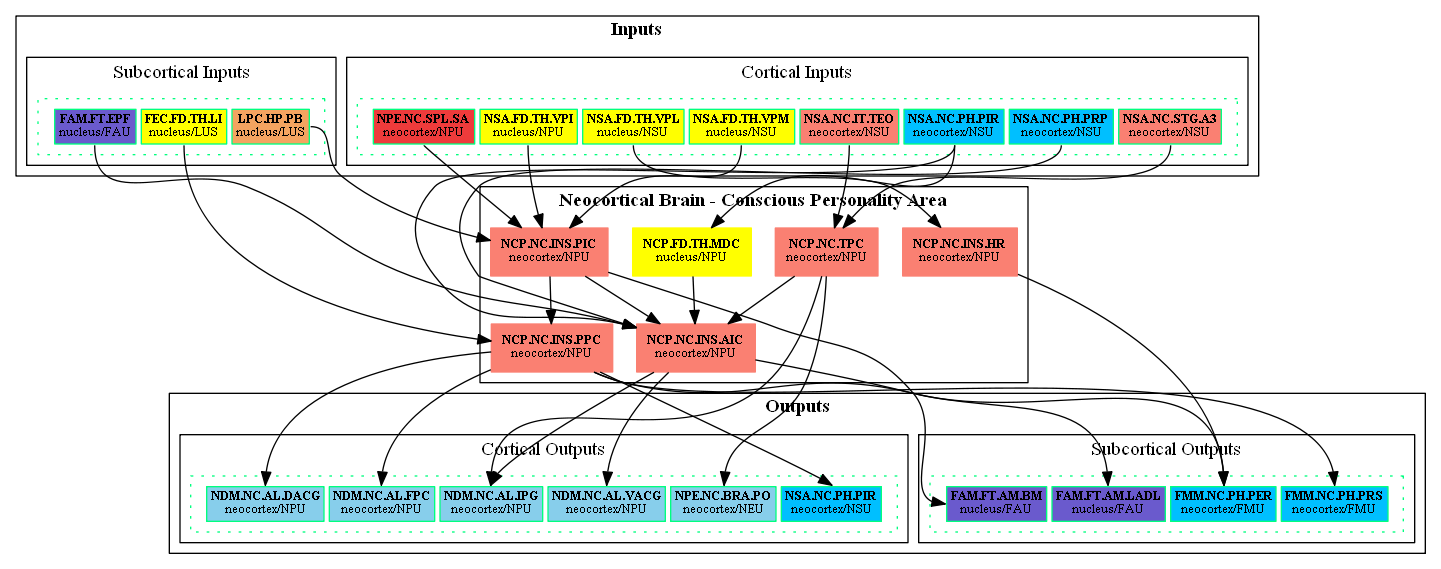 Inputs
Subcortical Inputs
Cortical Inputs
FAM.FT.EPF
nucleus/FAU
FEC.FD.TH.LI
nucleus/LUS
LPC.HP.PB
nucleus/LUS
NPE.NC.SPL.SA
neocortex/NPU
NSA.FD.TH.VPI
nucleus/NPU
NSA.FD.TH.VPL
nucleus/NSU
NSA.FD.TH.VPM
nucleus/NSU
NSA.NC.IT.TEO
neocortex/NSU
NSA.NC.PH.PIR
neocortex/NSU
NSA.NC.PH.PRP
neocortex/NSU
NSA.NC.STG.A3
neocortex/NSU
Neocortical Brain - Conscious Personality Area
NCP.NC.INS.PIC
neocortex/NPU
NCP.FD.TH.MDC
nucleus/NPU
NCP.NC.TPC
neocortex/NPU
NCP.NC.INS.HR
neocortex/NPU
NCP.NC.INS.PPC
neocortex/NPU
NCP.NC.INS.AIC
neocortex/NPU
Outputs
Cortical Outputs
Subcortical Outputs
NDM.NC.AL.DACG
neocortex/NPU
NDM.NC.AL.FPC
neocortex/NPU
NDM.NC.AL.IPG
neocortex/NPU
NDM.NC.AL.VACG
neocortex/NPU
NPE.NC.BRA.PO
neocortex/NEU
NSA.NC.PH.PIR
neocortex/NSU
FAM.FT.AM.BM
nucleus/FAU
FAM.FT.AM.LADL
nucleus/FAU
FMM.NC.PH.PER
neocortex/FMU
FMM.NC.PH.PRS
neocortex/FMU